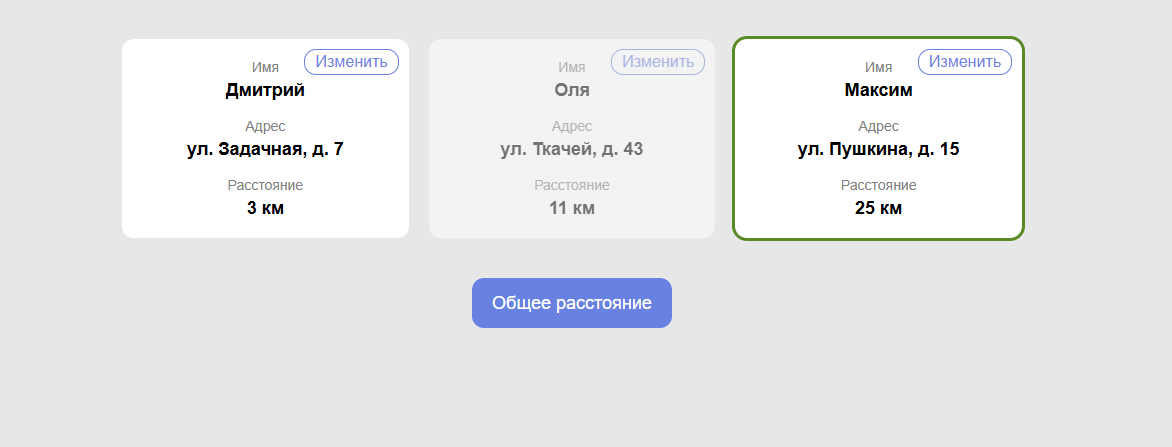 Имя
Изменить
Дмитрий
Адрес
ул. Задачная, д. 7
Расстояние
3 км
Имя
Изменить
Оля
Адрес
ул. Ткачей, д. 43
Расстояние
11 км
Имя
Изменить
Максим
Адрес
ул. Пушкина, д. 15
Расстояние
25 км
Общее расстояние